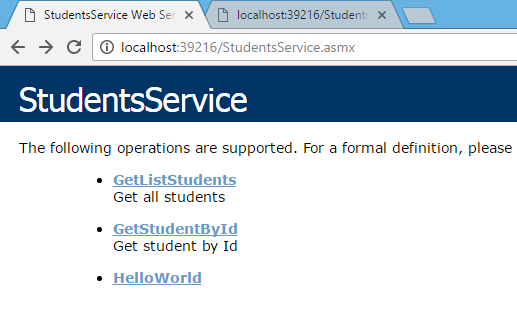 StudentsService Web Ser
localhost:39216/Students
localhost:39216/StudentsService.asmx
StudentsService
The following operations are supported. For a formal definition, please
GetListStudents
Get all students
GetStudentById
Get student by Id
HelloWorld